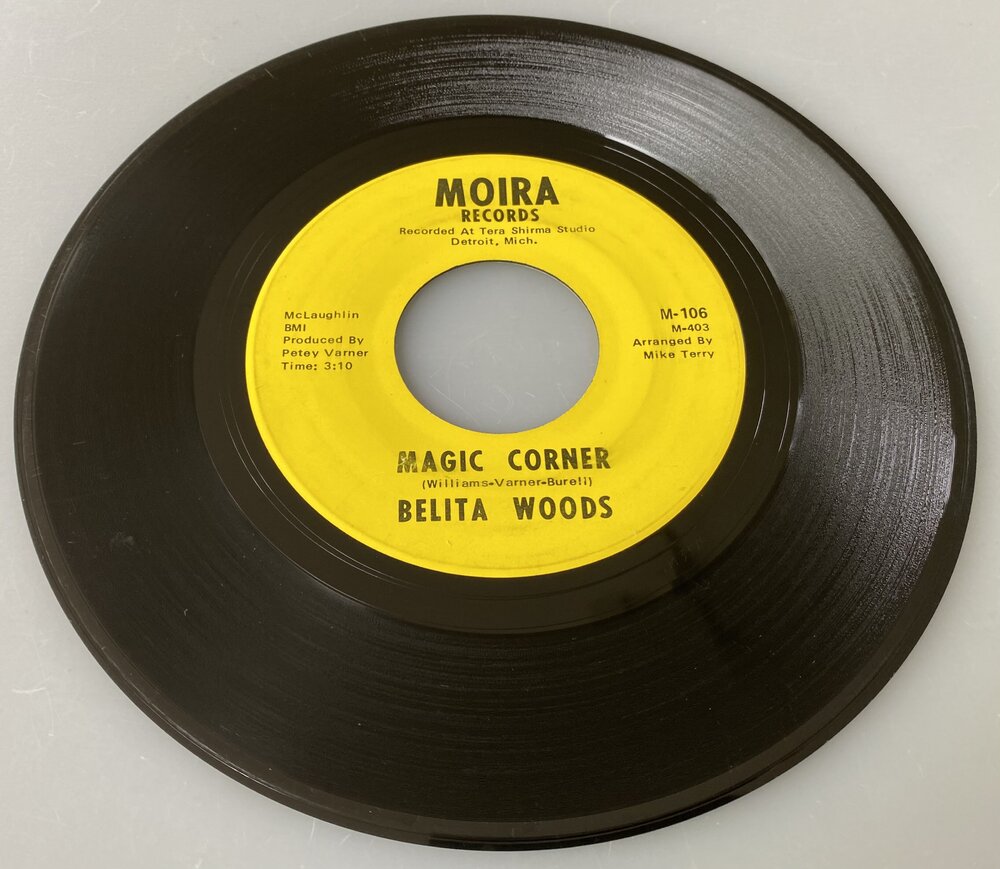 MOIRA
RECORDS
Recorded At Tera Shirma Studio
Detroit, Mich.
McLaughlin
BMI
Produced By
Petey Varner
Time: 3:10
M-106
M-403
Arranged By
Mike Terry
MAGIC CORNER
(Williams-Varner-Burell)
BELITA WOODS